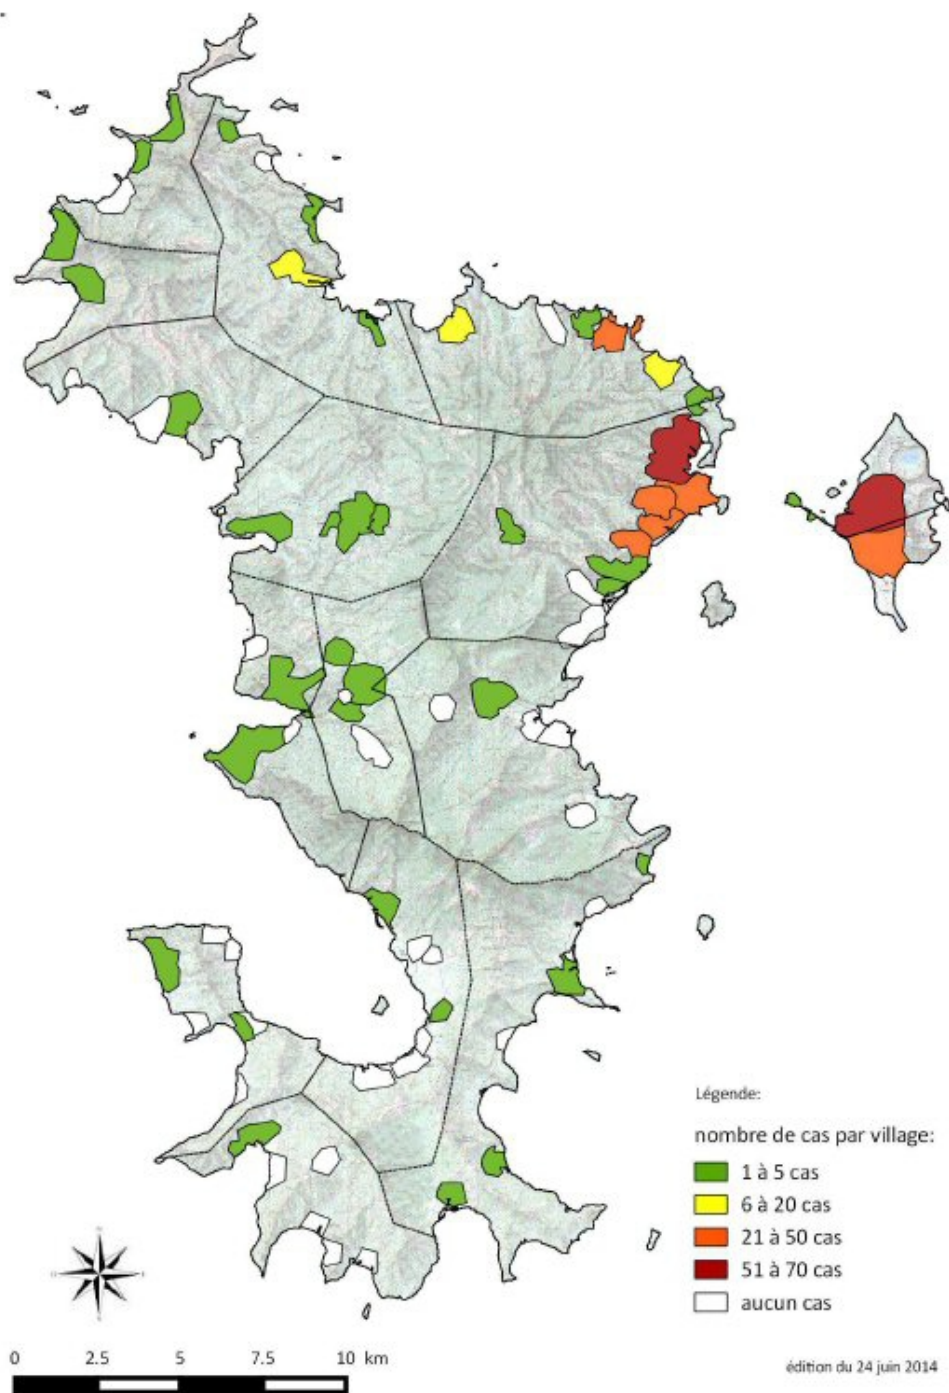 Légende:
nombre de cas par village:
1 à 5 cas
6 à 20 cas
21 à 50 cas
51 à 70 cas
aucun cas
0 2.5 5 7.5 10 km
édition du 24 juin 2014